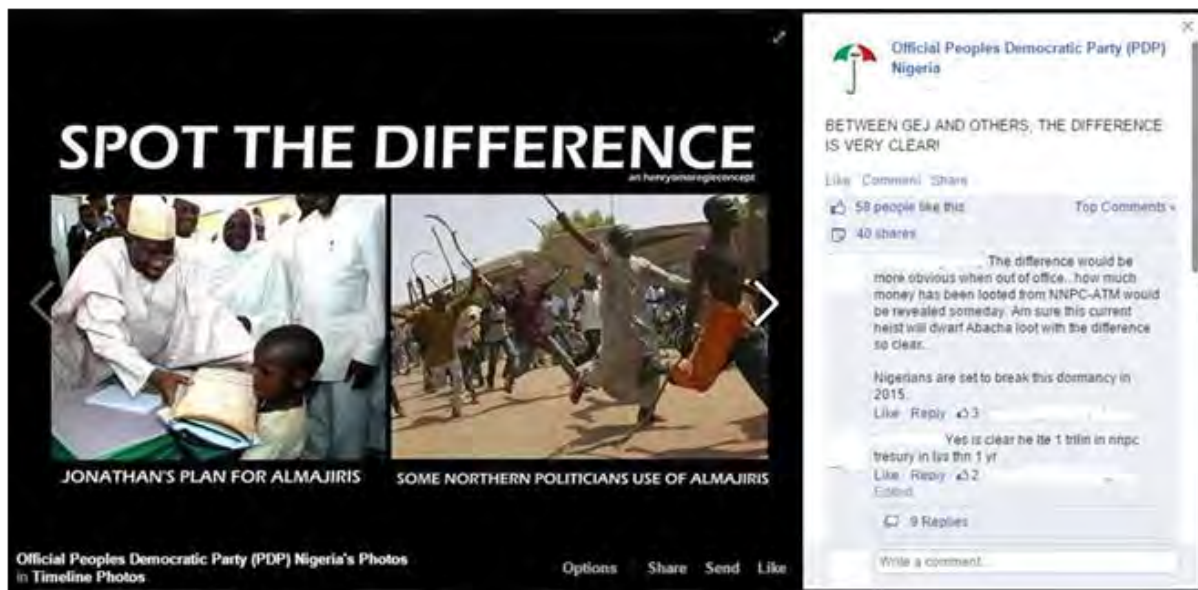 SPOT THE DIFFERENCE
an henryomoregieconcept
JONATHAN'S PLAN FOR ALMAJIRIS
SOME NORTHERN POLITICIANS USE OF ALMAJIRIS
Official Peoples Democratic Party (PDP) Nigeria's Photos
in Timeline Photos
Options Share Send Like
Official Peoples Democratic Party (PDP)
Nigeria
BETWEEN GEJ AND OTHERS, THE DIFFERENCE
IS VERY CLEAR!
Like Comment Share
58 people like this
Top Comments
40 shares
The difference would be
more obvious when out of office..how much
money has been looted from NNPC-ATM would
be revealed someday. Am sure this current
heist will dwarf Abacha loot with the difference
so clear..
Nigerians are set to break this dormancy in
2015.
Like Reply 3
Yes is clear he lte 1 trilin in nnpc
tresury in lss thn 1 yr
Like Reply 2
Edited
9 Replies
Write a comment...